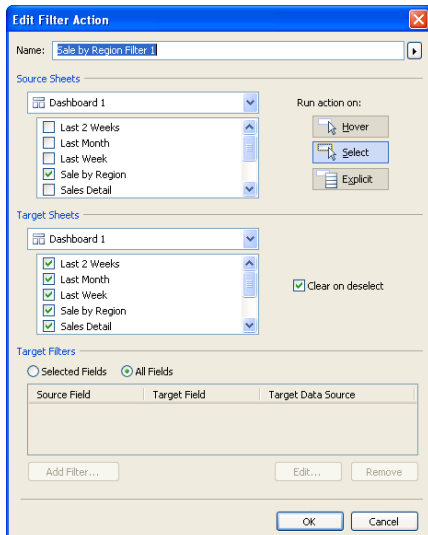 Edit Filter Action
Name: Sale by Region Filter 1
Source Sheets
Dashboard 1
Run action on:
Last 2 Weeks
Last Month
Last Week
Sale by Region
Sales Detail
Hover
Select
Explicit
Target Sheets
Dashboard 1
Last 2 Weeks
Last Month
Last Week
Sale by Region
Sales Detail
Clear on deselect
Target Filters
Selected Fields All Fields
Source Field Target Field Target Data Source
Add Filter... Edit... Remove
OK Cancel